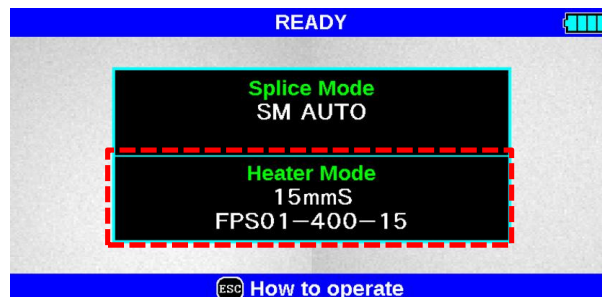 READY
Splice Mode
SM AUTO
Heater Mode
15mmS
FPS01-400-15
ESC How to operate